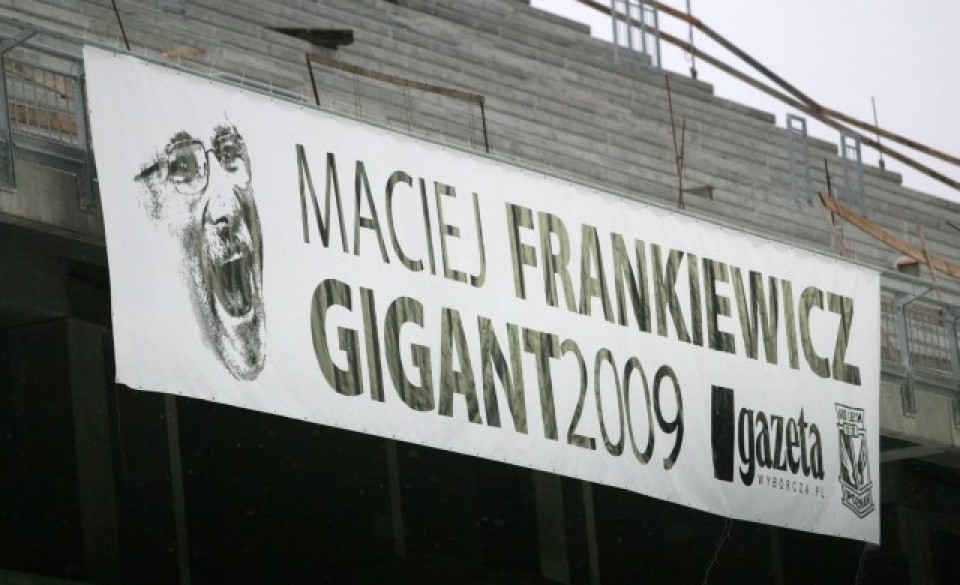 MACIEJ FRANKIEWICZ
GIGANT2009
gazeta
WYBORCZA.PL